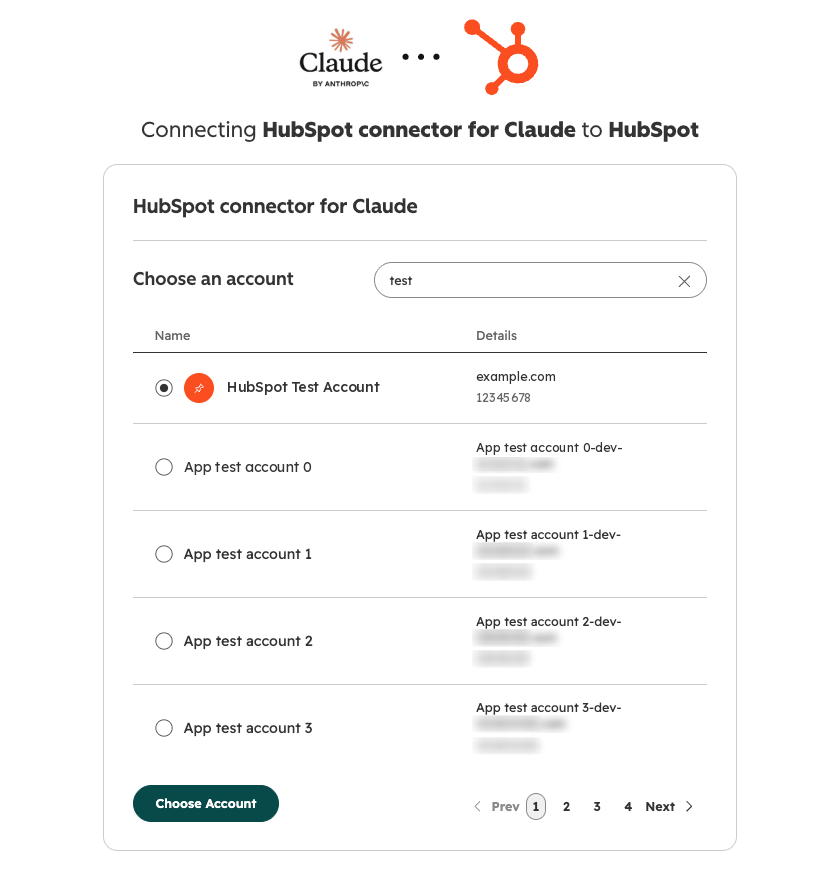 Claude
BY ANTHROP\C
Connecting HubSpot connector for Claude to HubSpot
HubSpot connector for Claude
Choose an account
test
Name Details
HubSpot Test Account
example.com
12345678
App test account 0
App test account 0-dev-
App test account 1
App test account 1-dev-
App test account 2
App test account 2-dev-
App test account 3
App test account 3-dev-
Choose Account
Prev 1 2 3 4 Next